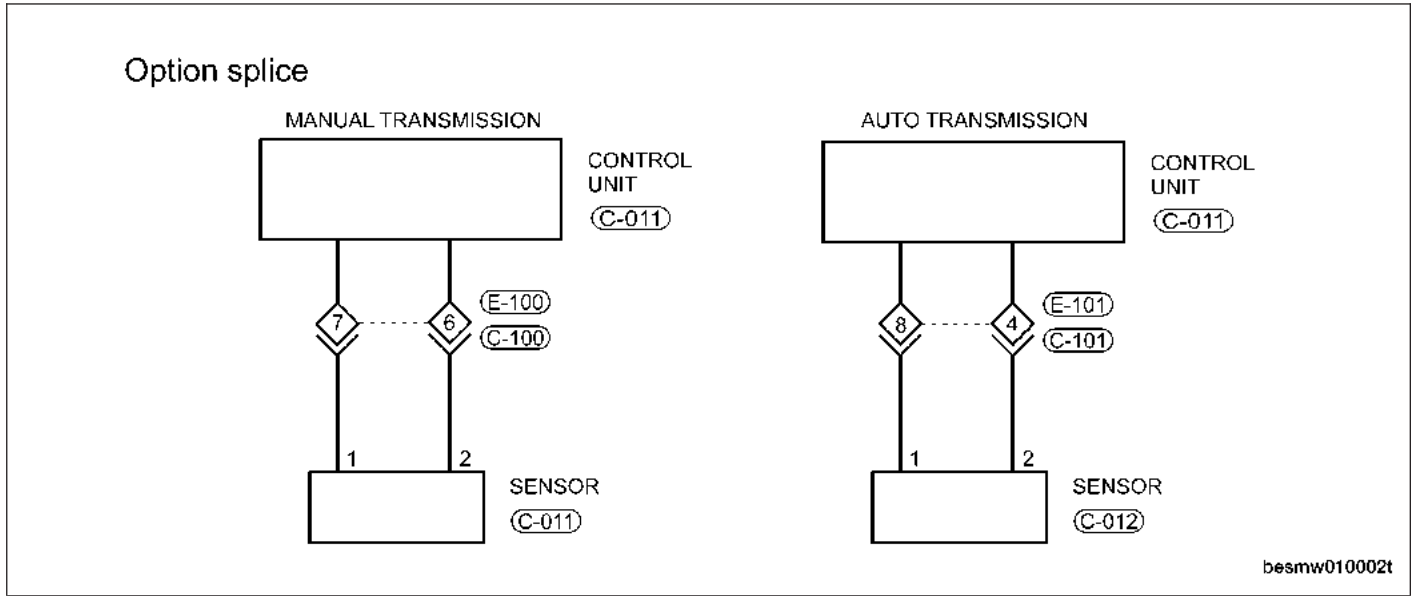 Option splice
MANUAL TRANSMISSION
CONTROL
UNIT
C-011
7
6
E-100
C-100
1
2
SENSOR
C-011
AUTO TRANSMISSION
CONTROL
UNIT
C-011
8
4
E-101
C-101
1
2
SENSOR
C-012
besmw010002t